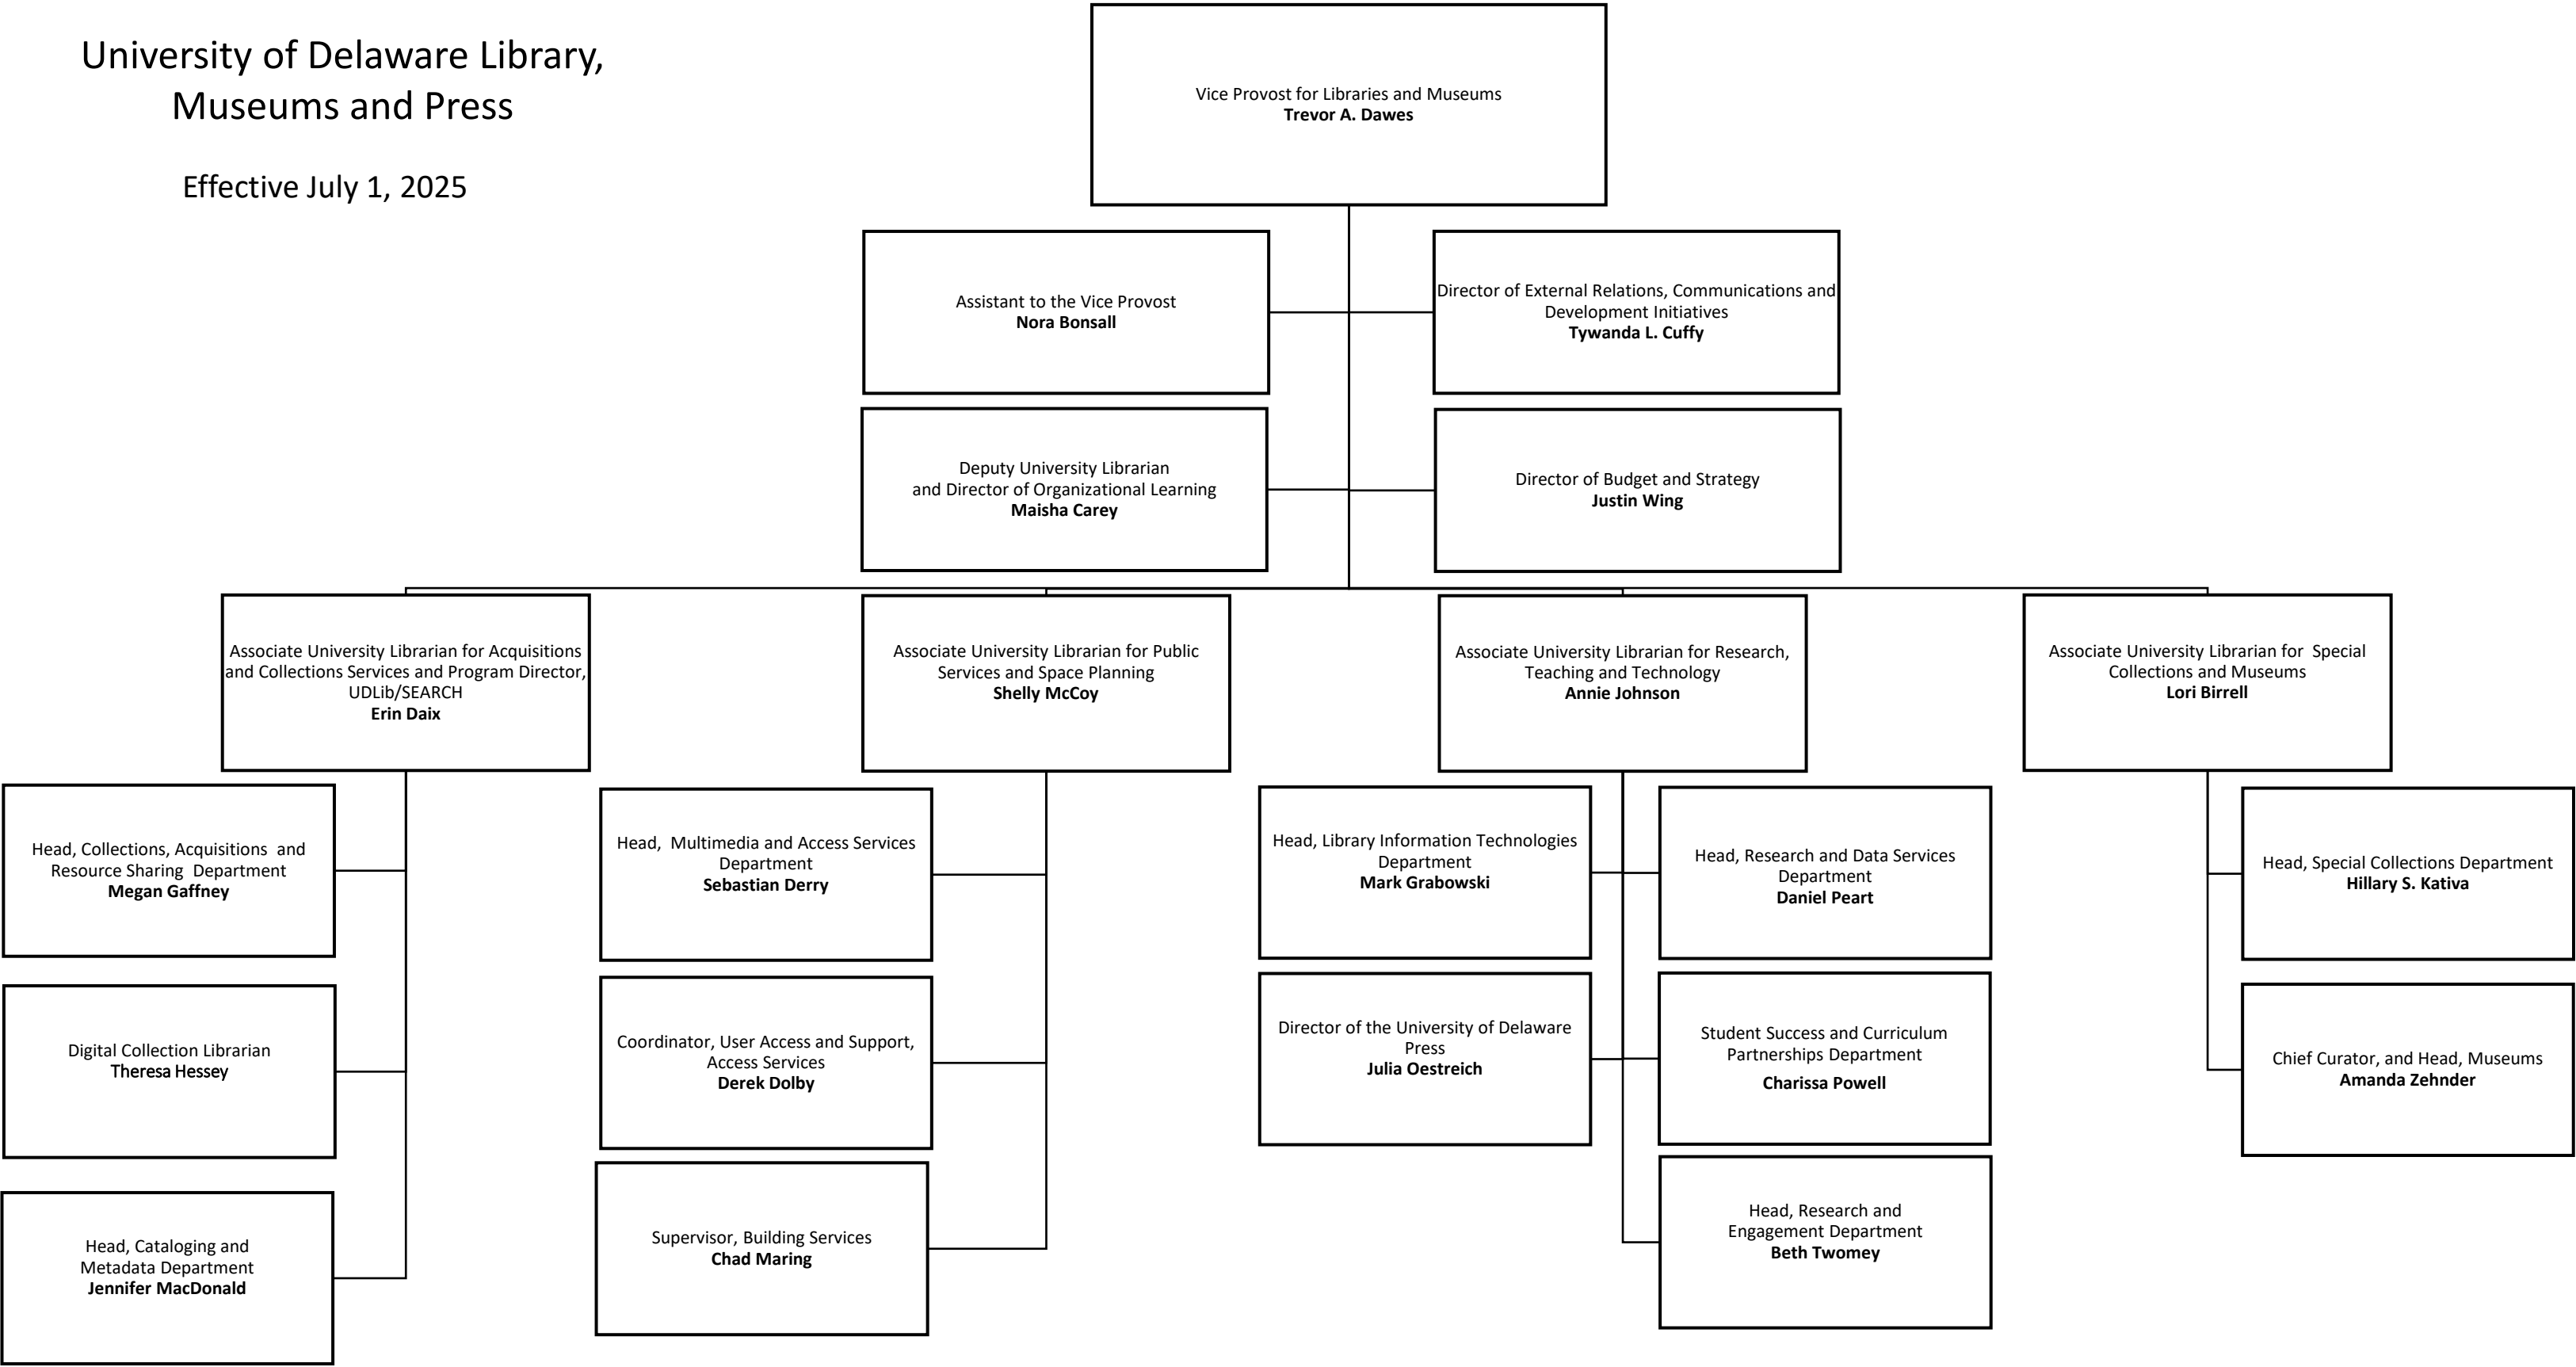 University of Delaware Library,
Museums and Press
Effective July 1, 2025
Vice Provost for Libraries and Museums
Trevor A. Dawes
Assistant to the Vice Provost
Nora Bonsall
Director of External Relations, Communications and
Development Initiatives
Tywanda L. Cuffy
Deputy University Librarian
and Director of Organizational Learning
Maisha Carey
Director of Budget and Strategy
Justin Wing
Associate University Librarian for Acquisitions
and Collections Services and Program Director,
UDLib/SEARCH
Erin Daix
Associate University Librarian for Public
Services and Space Planning
Shelly McCoy
Associate University Librarian for Research,
Teaching and Technology
Annie Johnson
Associate University Librarian for Special
Collections and Museums
Lori Birrell
Head, Collections, Acquisitions and
Resource Sharing Department
Megan Gaffney
Digital Collection Librarian
Theresa Hessey
Head, Cataloging and
Metadata Department
Jennifer MacDonald
Head, Multimedia and Access Services
Department
Sebastian Derry
Coordinator, User Access and Support,
Access Services
Derek Dolby
Supervisor, Building Services
Chad Maring
Head, Library Information Technologies
Department
Mark Grabowski
Director of the University of Delaware
Press
Julia Oestreich
Head, Research and Data Services
Department
Daniel Peart
Student Success and Curriculum
Partnerships Department
Charissa Powell
Head, Research and
Engagement Department
Beth Twomey
Head, Special Collections Department
Hillary S. Kativa
Chief Curator, and Head, Museums
Amanda Zehnder